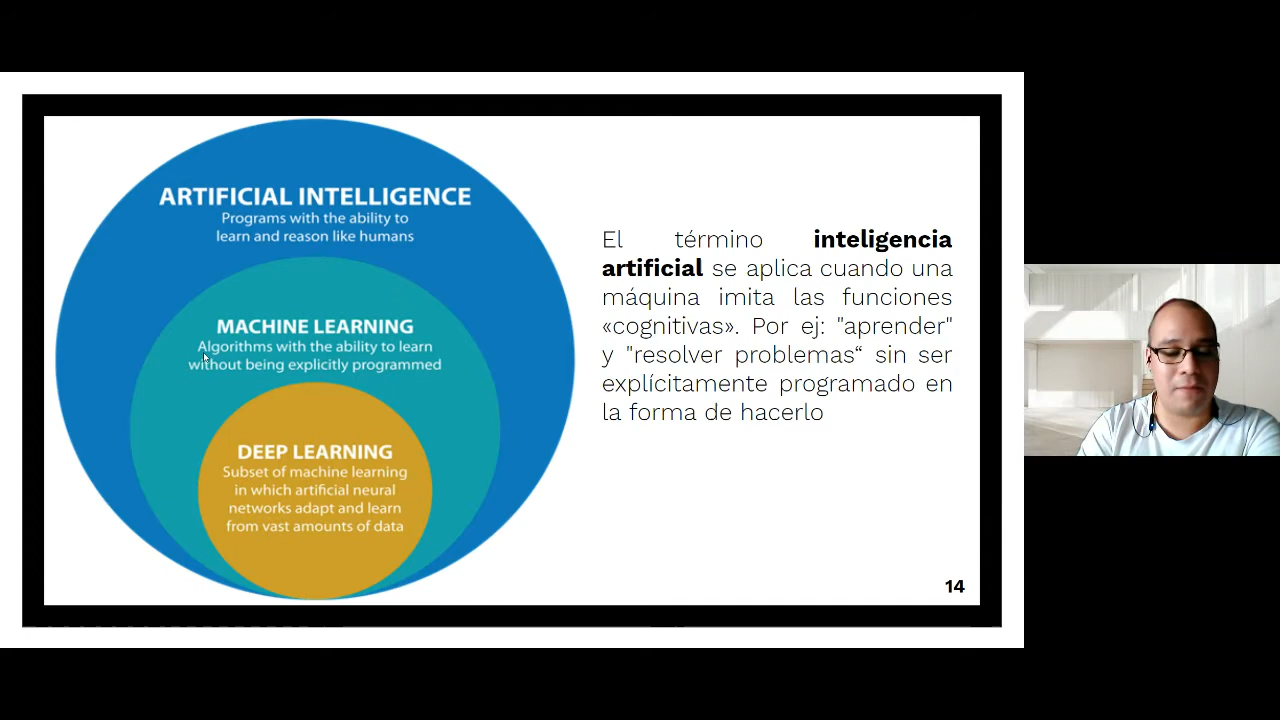 ARTIFICIAL INTELLIGENCE
Programs with the ability to
learn and reason like humans
MACHINE LEARNING
Algorithms with the ability to learn
without being explicitly programmed
DEEP LEARNING
Subset of machine learning
in which artificial neural
networks adapt and learn
from vast amounts of data
El término inteligencia
artificial se aplica cuando una
máquina imita las funciones
«cognitivas». Por ej: "aprender"
y "resolver problemas“ sin ser
explícitamente programado en
la forma de hacerlo
14